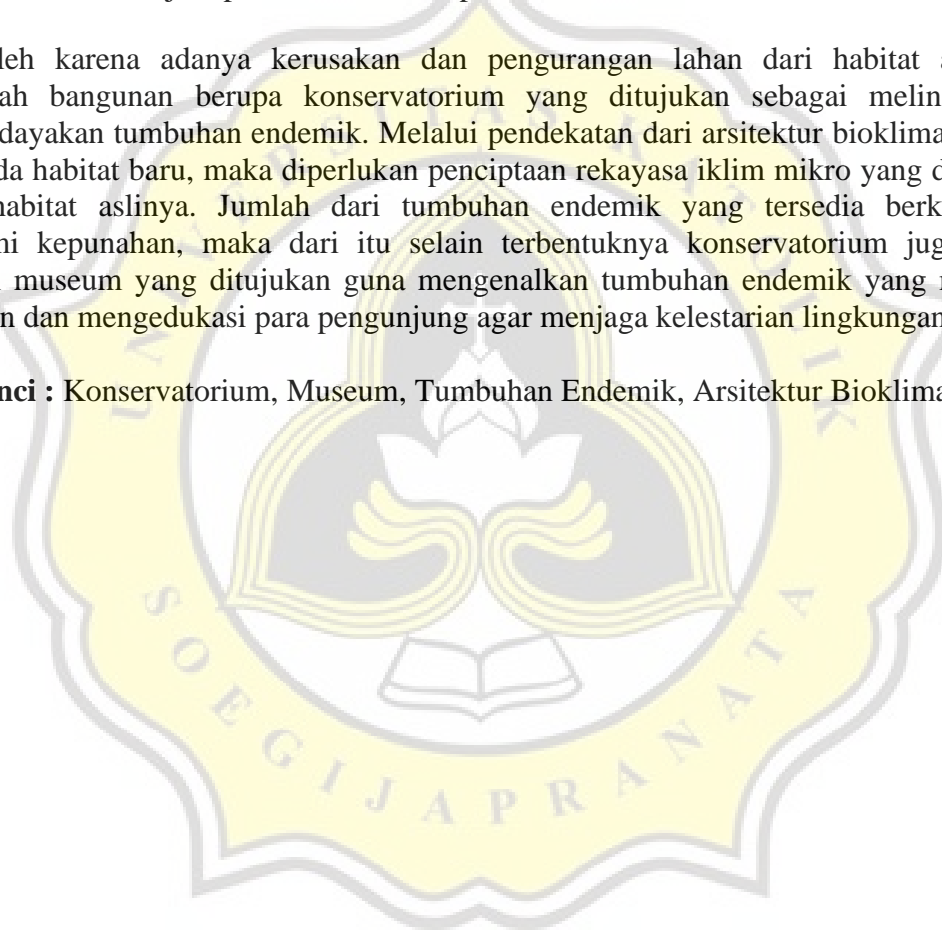 leh karena adanya kerusakan dan pengurangan lahan dari habitat a
ah bangunan berupa konservatorium yang ditujukan sebagai melin
dayakan tumbuhan endemik. Melalui pendekatan dari arsitektur bioklima
da habitat baru, maka diperlukan penciptaan rekayasa iklim mikro yang d
habitat aslinya. Jumlah dari tumbuhan endemik yang tersedia berk
ni kepunahan, maka dari itu selain terbentuknya konservatorium jug
museum yang ditujukan guna mengenalkan tumbuhan endemik yang
n dan mengedukasi para pengunjung agar menjaga kelestarian lingkungan
nci : Konservatorium, Museum, Tumbuhan Endemik, Arsitektur Bioklima
UNIVERSITAS KATOLIK
SOEGIJAPRANATA